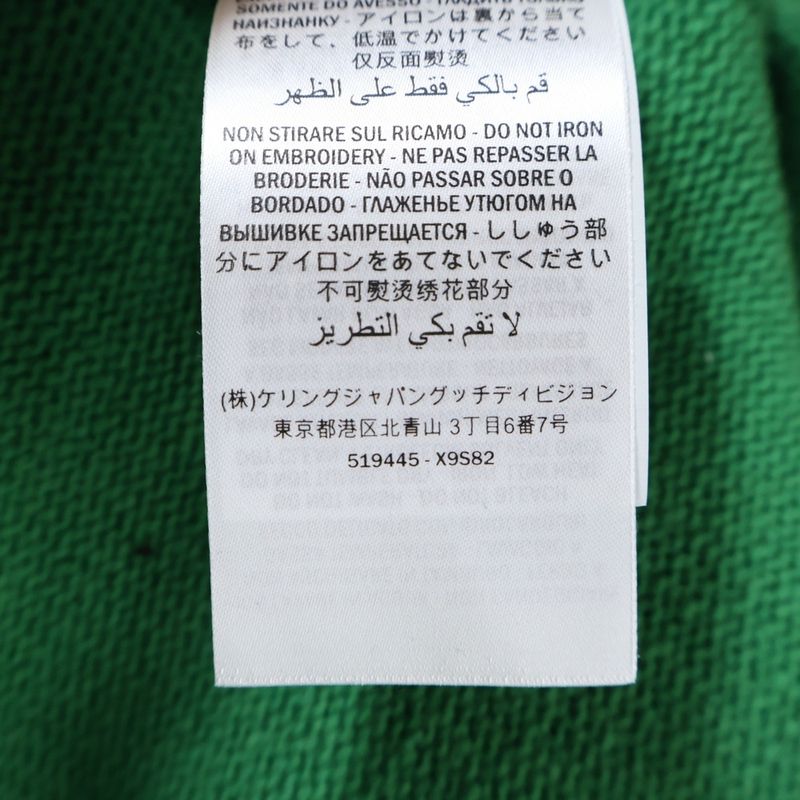 SOMENTE DO AVESSO - ГЛАДИТЬ ТОЛЬКО
НАИЗНАНКУ - アイロンは裏から当て
布をして、低温でかけてください
仅反面熨烫
قم بالكي فقط على الظهر
NON STIRARE SUL RICAMO - DO NOT IRON
ON EMBROIDERY - NE PAS REPASSER LA
BRODERIE - NÃO PASSAR SOBRE O
BORDADO - ГЛАЖЕНЬЕ УТЮГОМ НА
ВЫШИВКЕ ЗАПРЕЩАЕТСЯ - ししゅう部
分にアイロンをあてないでください
不可熨烫绣花部分
لا تقم بكي التطريز
(株)ケリングジャパングッチディビジョン
東京都港区北青山 3丁目6番7号
519445 - X9S82